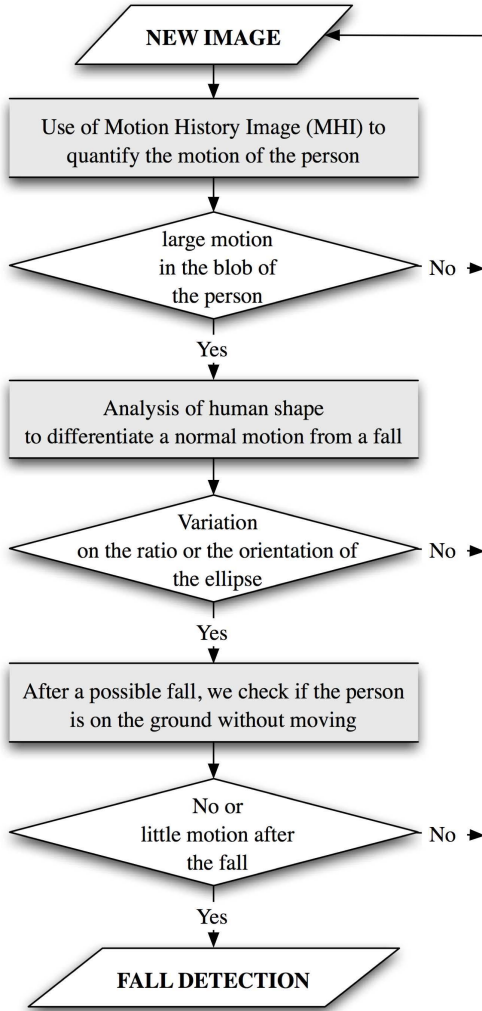 NEW IMAGE
Use of Motion History Image (MHI) to
quantify the motion of the person
large motion
in the blob of
the person
No
Yes
Analysis of human shape
to differentiate a normal motion from a fall
Variation
on the ratio or the orientation of
the ellipse
No
Yes
After a possible fall, we check if the person
is on the ground without moving
No or
little motion after
the fall
No
Yes
FALL DETECTION